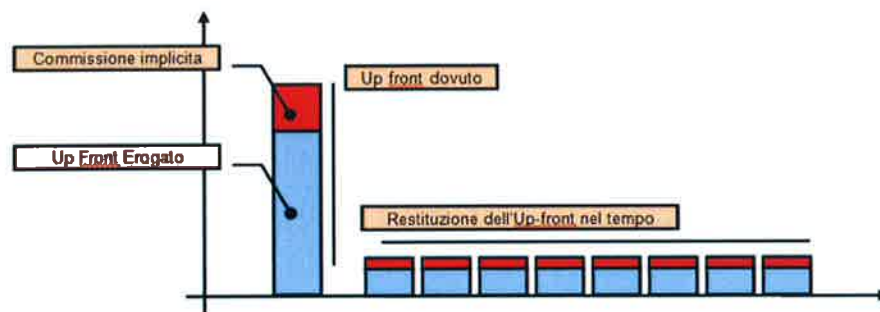 Commissione implicita
Up front dovuto
Up Front Erogato
Restituzione dell'Up-front nel tempo